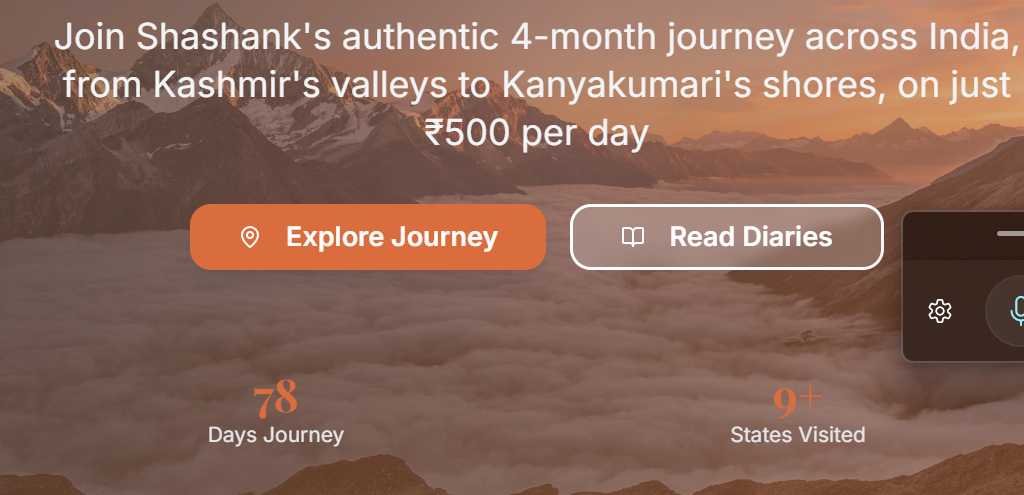 Join Shashank's authentic 4-month journey across India,
from Kashmir's valleys to Kanyakumari's shores, on just
₹500 per day
Explore Journey
Read Diaries
78
9+
Days Journey
States Visited